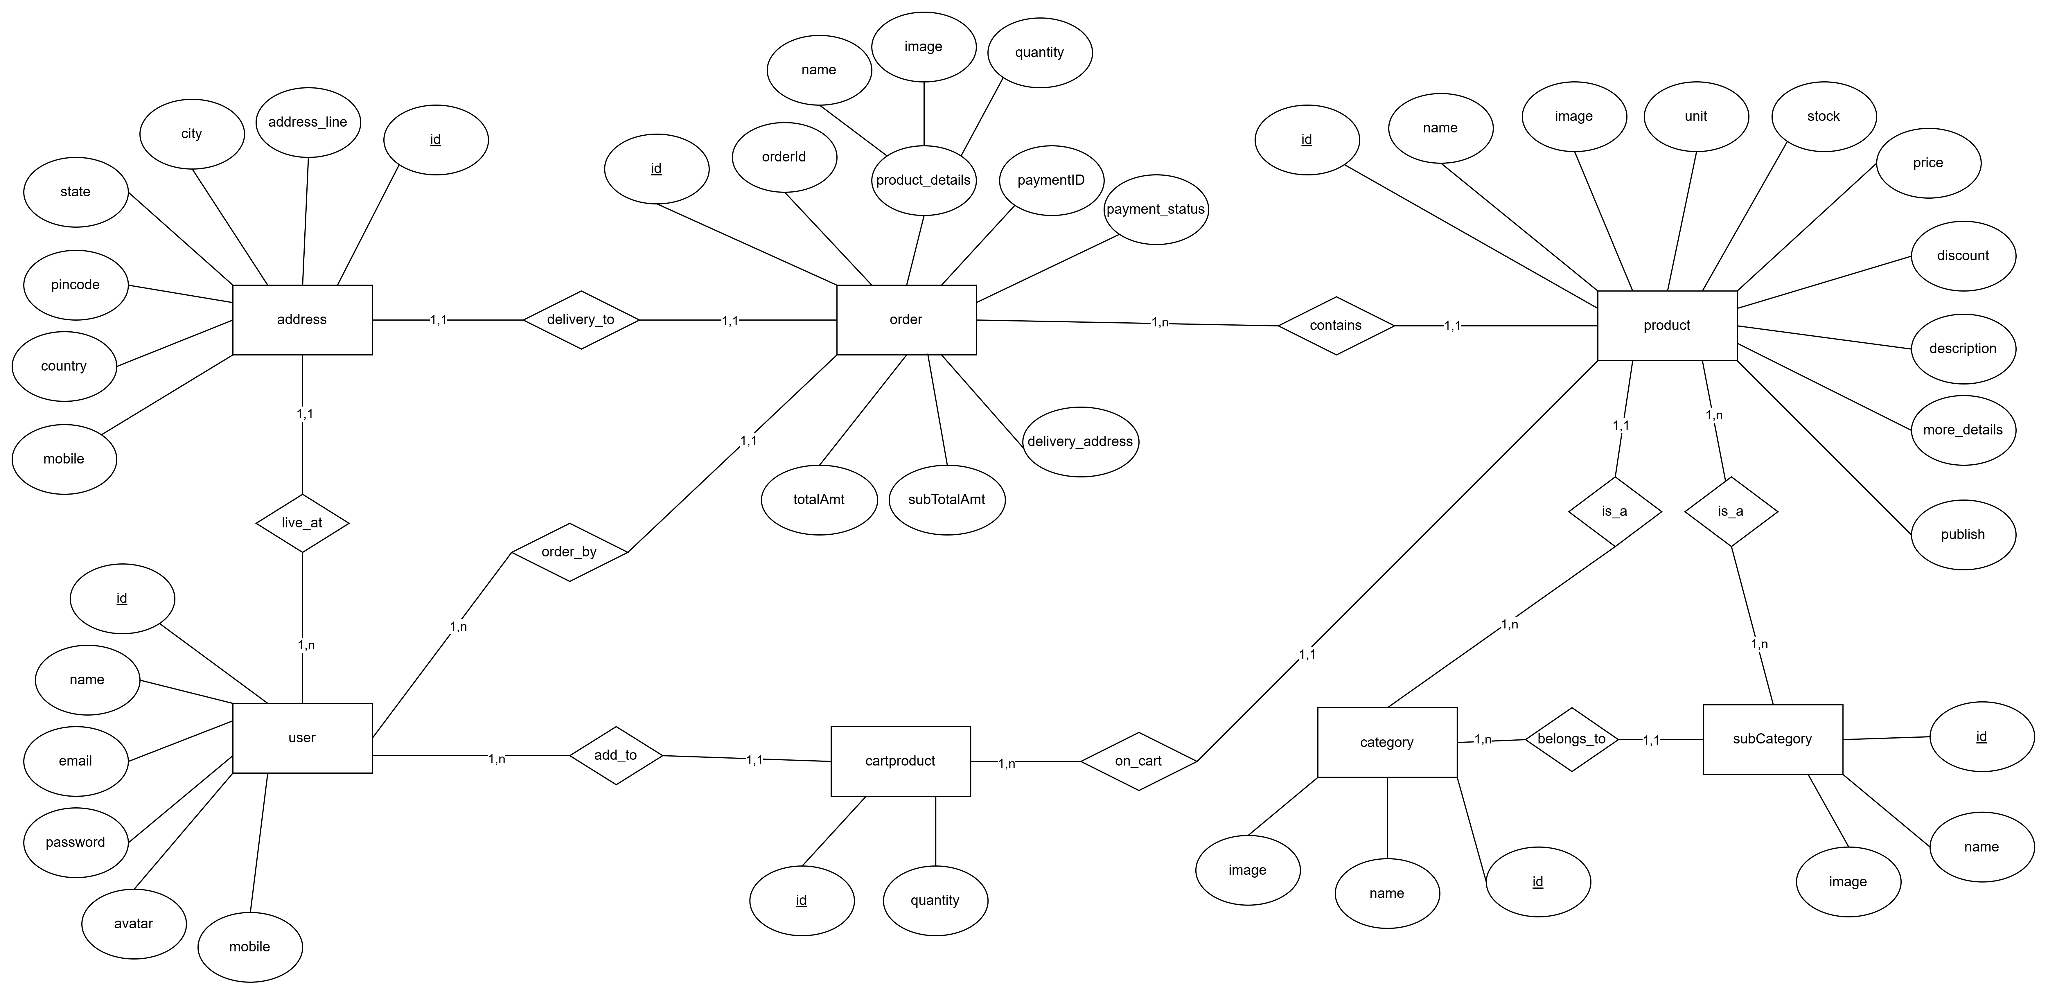 image
quantity
name
city
address_line
id
id
orderId
product_details
paymentID
payment_status
id
name
image
unit
stock
price
state
pincode
country
mobile
address
1,1
delivery_to
1,1
order
1,n
contains
1,1
product
discount
description
more_details
publish
1,1
1,1
totalAmt
subTotalAmt
delivery_address
1,1
1,n
live_at
order_by
is_a
is_a
1,n
1,n
1,n
1,n
1,1
id
name
email
password
avatar
mobile
user
1,n
add_to
1,1
cartproduct
1,n
on_cart
category
1,n
belongs_to
1,1
subCategory
id
name
image
id
quantity
image
name
id